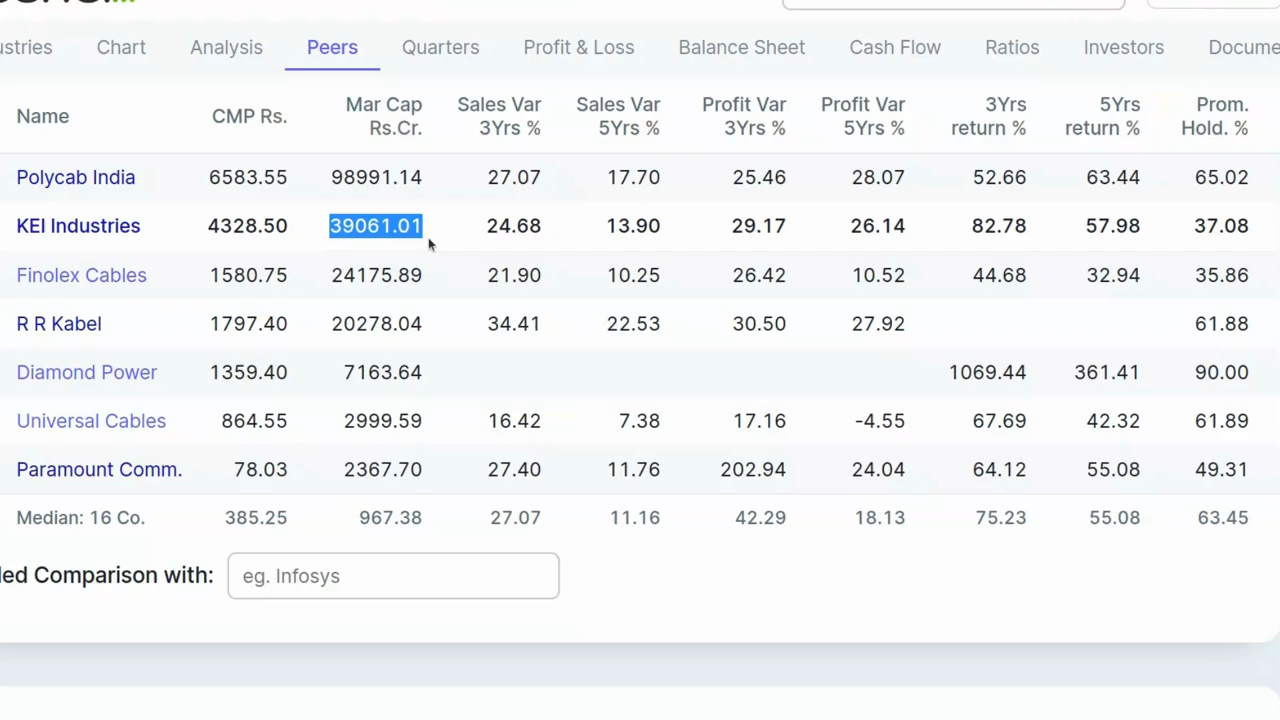 Chart Analysis Peers Quarters Profit & Loss Balance Sheet Cash Flow Ratios Investors
Name CMP Rs. Mar Cap Rs.Cr. Sales Var 3Yrs % Sales Var 5Yrs % Profit Var 3Yrs % Profit Var 5Yrs % 3Yrs return % 5Yrs return % Prom. Hold. %
Polycab India 6583.55 98991.14 27.07 17.70 25.46 28.07 52.66 63.44 65.02
KEI Industries 4328.50 39061.01 24.68 13.90 29.17 26.14 82.78 57.98 37.08
Finolex Cables 1580.75 24175.89 21.90 10.25 26.42 10.52 44.68 32.94 35.86
R R Kabel 1797.40 20278.04 34.41 22.53 30.50 27.92 61.88
Diamond Power 1359.40 7163.64 1069.44 361.41 90.00
Universal Cables 864.55 2999.59 16.42 7.38 17.16 -4.55 67.69 42.32 61.89
Paramount Comm. 78.03 2367.70 27.40 11.76 202.94 24.04 64.12 55.08 49.31
Median: 16 Co. 385.25 967.38 27.07 11.16 42.29 18.13 75.23 55.08 63.45
Comparison with: eg. Infosys